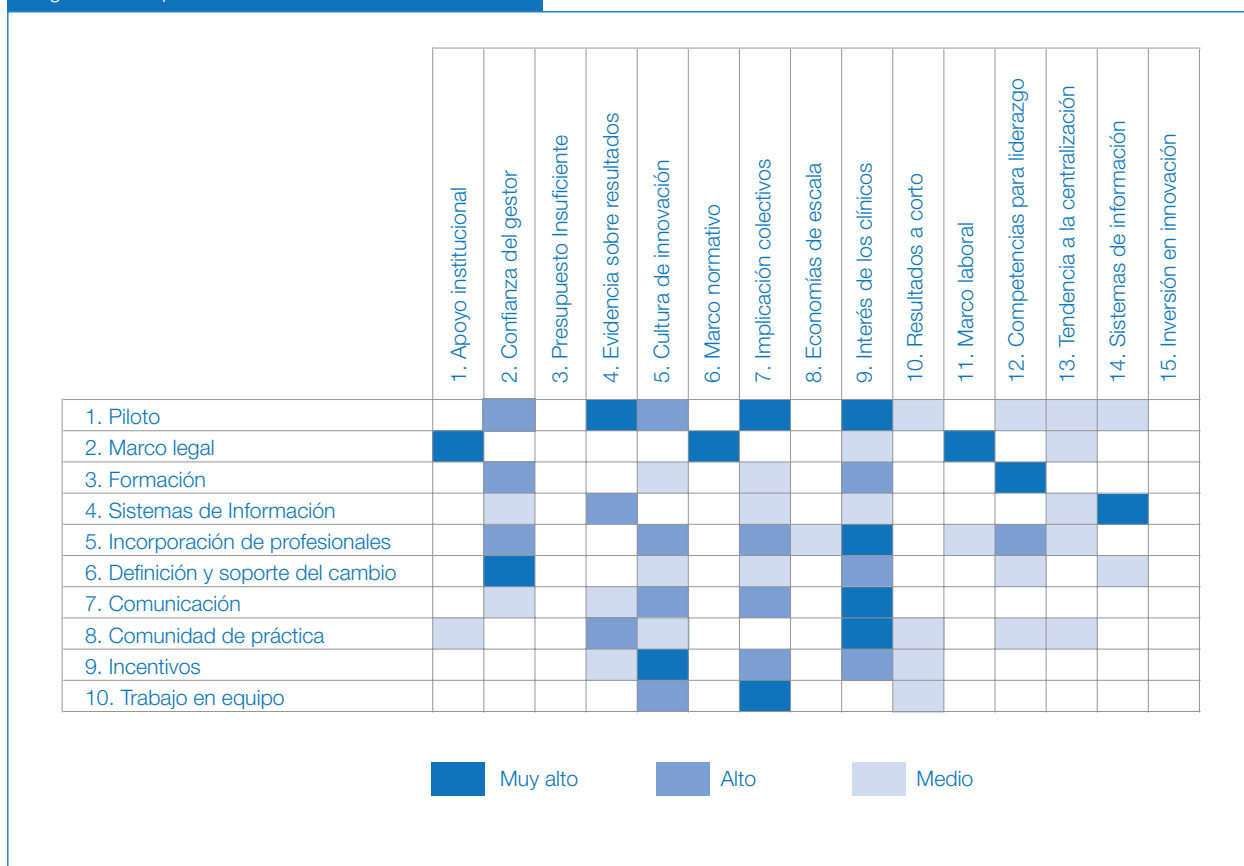 1. Apoyo institucional
2. Confianza del gestor
3. Presupuesto Insuficiente
4. Evidencia sobre resultados
5. Cultura de innovación
6. Marco normativo
7. Implicación colectivos
8. Economías de escala
9. Interés de los clínicos
10. Resultados a corto
11. Marco laboral
12. Competencias para liderazgo
13. Tendencia a la centralización
14. Sistemas de información
15. Inversión en innovación
1. Piloto
2. Marco legal
3. Formación
4. Sistemas de Información
5. Incorporación de profesionales
6. Definición y soporte del cambio
7. Comunicación
8. Comunidad de práctica
9. Incentivos
10. Trabajo en equipo
Muy alto
Alto
Medio